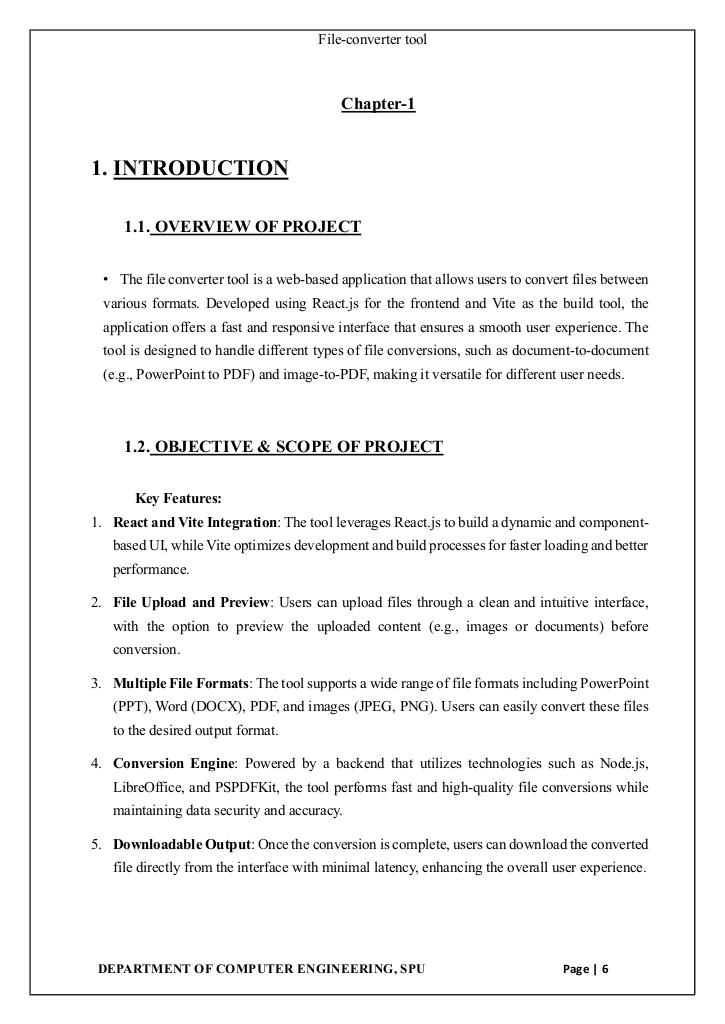 File-converter tool
Chapter-1
1. INTRODUCTION
1.1. OVERVIEW OF PROJECT
• The file converter tool is a web-based application that allows users to convert files between
various formats. Developed using React.js for the frontend and Vite as the build tool, the
application offers a fast and responsive interface that ensures a smooth user experience. The
tool is designed to handle different types of file conversions, such as document-to-document
(e.g., PowerPoint to PDF) and image-to-PDF, making it versatile for different user needs.
1.2. OBJECTIVE & SCOPE OF PROJECT
Key Features:
1. React and Vite Integration: The tool leverages React.js to build a dynamic and component-
based UI, while Vite optimizes development and build processes for faster loading and better
performance.
2. File Upload and Preview: Users can upload files through a clean and intuitive interface,
with the option to preview the uploaded content (e.g., images or documents) before
conversion.
3. Multiple File Formats: The tool supports a wide range of file formats including PowerPoint
(PPT), Word (DOCX), PDF, and images (JPEG, PNG). Users can easily convert these files
to the desired output format.
4. Conversion Engine: Powered by a backend that utilizes technologies such as Node.js,
LibreOffice, and PSPDFKit, the tool performs fast and high-quality file conversions while
maintaining data security and accuracy.
5. Downloadable Output: Once the conversion is complete, users can download the converted
file directly from the interface with minimal latency, enhancing the overall user experience.
DEPARTMENT OF COMPUTER ENGINEERING, SPU Page | 6